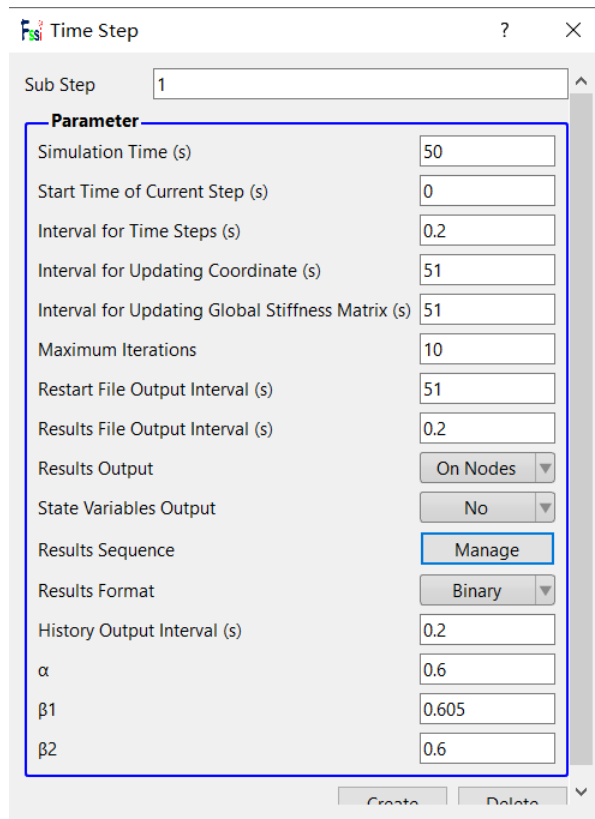 Fssi Time Step ? ×
Sub Step 1
Parameter
Simulation Time (s) 50
Start Time of Current Step (s) 0
Interval for Time Steps (s) 0.2
Interval for Updating Coordinate (s) 51
Interval for Updating Global Stiffness Matrix (s) 51
Maximum Iterations 10
Restart File Output Interval (s) 51
Results File Output Interval (s) 0.2
Results Output On Nodes
State Variables Output No
Results Sequence Manage
Results Format Binary
History Output Interval (s) 0.2
α 0.6
β1 0.605
β2 0.6
Create Delete